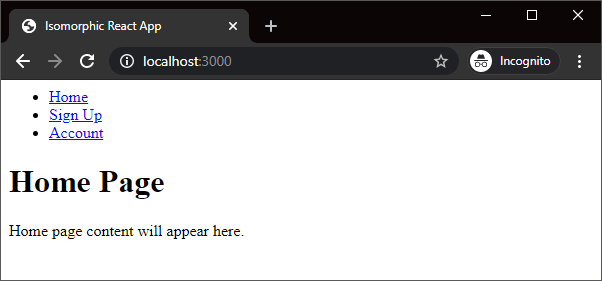 Isomorphic React App
localhost:3000
Incognito
Home
Sign Up
Account
Home Page
Home page content will appear here.